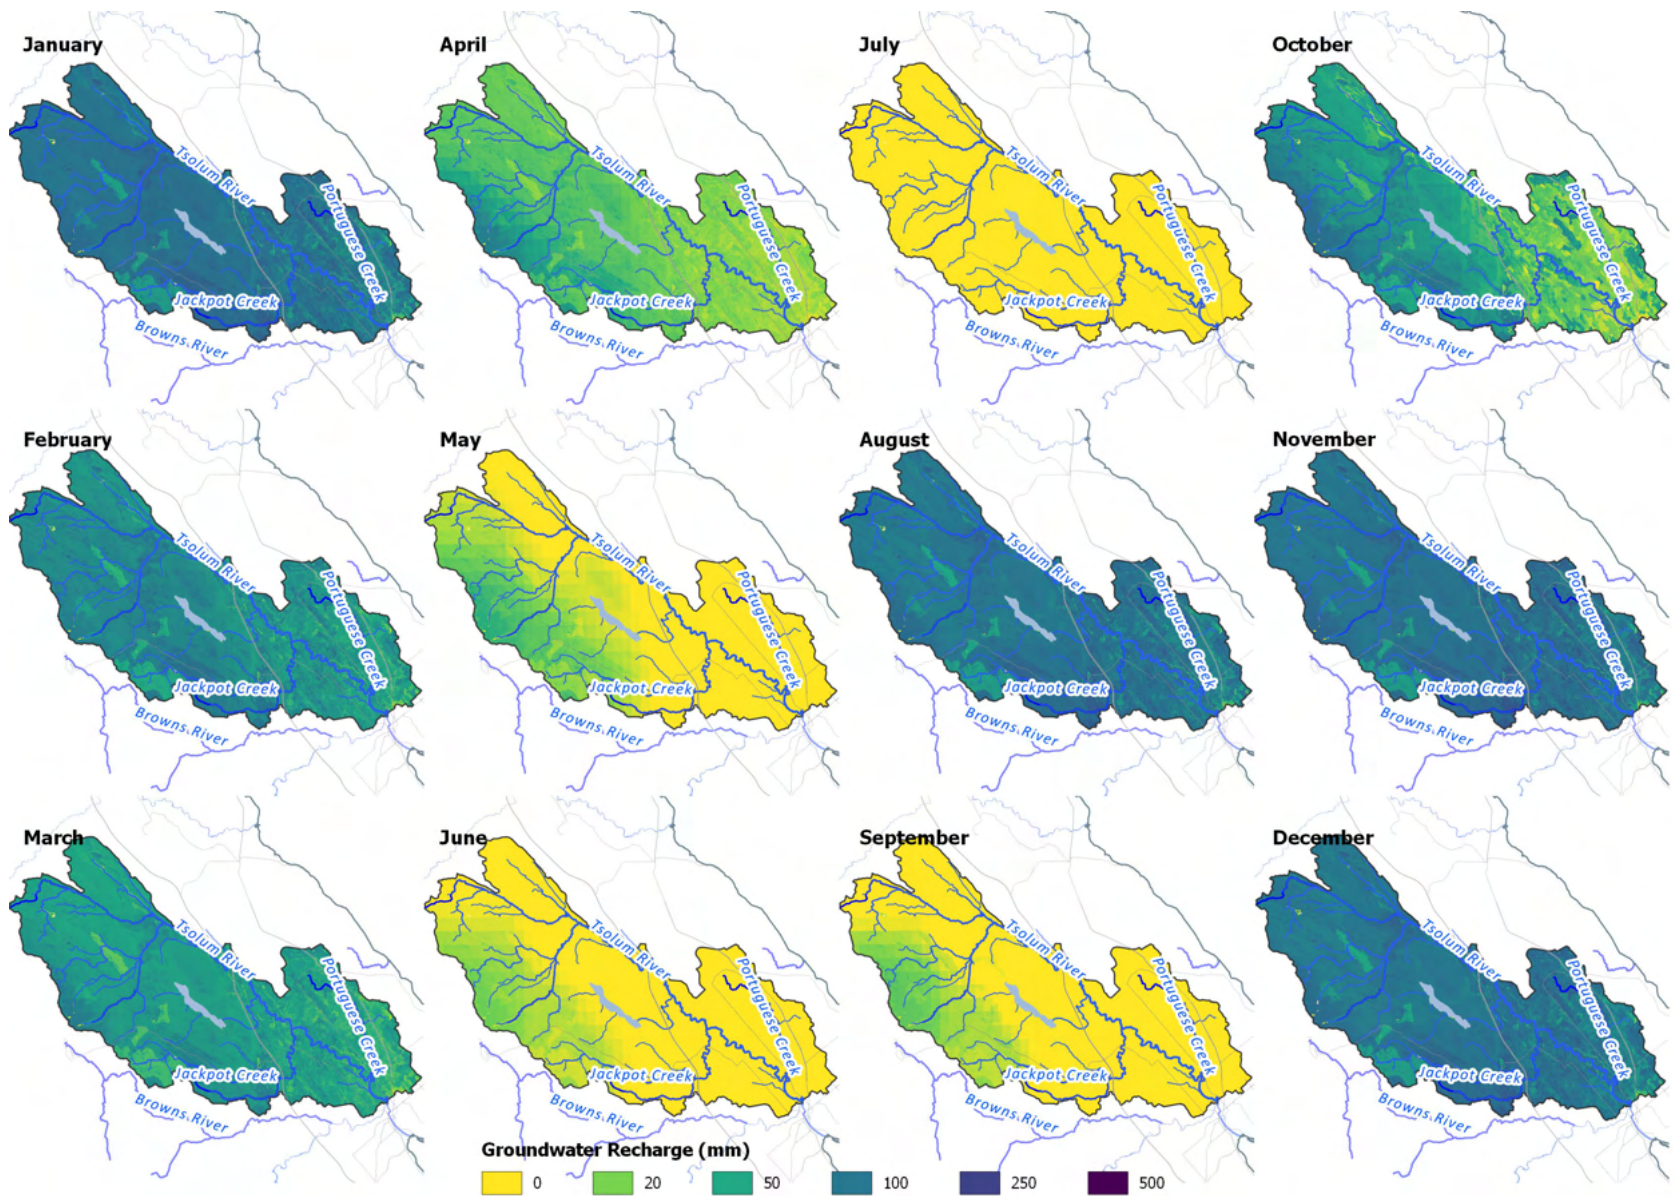 January
April
July
October
Tsolum River
Portuguese Creek
Jackpot Creek
Browns River
Tsolum River
Portuguese Creek
Jackpot Creek
Browns River
Tsolum River
Portuguese Creek
Jackpot Creek
Browns River
Tsolum River
Portuguese Creek
Jackpot Creek
Browns River
February
May
August
November
Tsolum River
Portuguese Creek
Jackpot Creek
Browns River
Tsolum River
Portuguese Creek
Jackpot Creek
Browns River
Tsolum River
Portuguese Creek
Jackpot Creek
Browns River
Tsolum River
Portuguese Creek
Jackpot Creek
Browns River
March
June
September
December
Tsolum River
Portuguese Creek
Jackpot Creek
Browns River
Tsolum River
Portuguese Creek
Jackpot Creek
Browns River
Tsolum River
Portuguese Creek
Jackpot Creek
Browns River
Tsolum River
Portuguese Creek
Jackpot Creek
Browns River
Groundwater Recharge (mm)
0 20 50 100 250 500